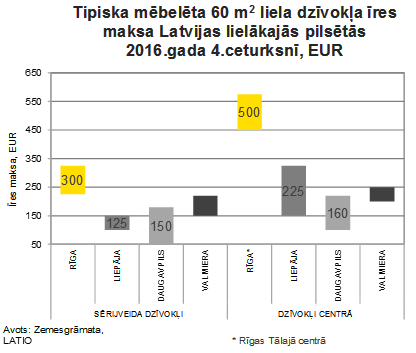 Tipiska mēbelēta 60 m² liela dzīvokļa īres
maksa Latvijas lielākajās pilsētās
2016.gada 4.ceturksnī, EUR
Īres maksa, EUR
650
550
450
350
250
150
50
300
125
150
500
225
160
RĪGA
LIEPĀJA
DAUGAVPILS
VALMIERA
RĪGA*
LIEPĀJA
DAUGAVPILS
VALMIERA
SĒRIJVEIDA DZĪVOKĻI
DZĪVOKĻI CENTRĀ
Avots: Zemesgrāmata,
LATIO
* Rīgas Tālajā centrā